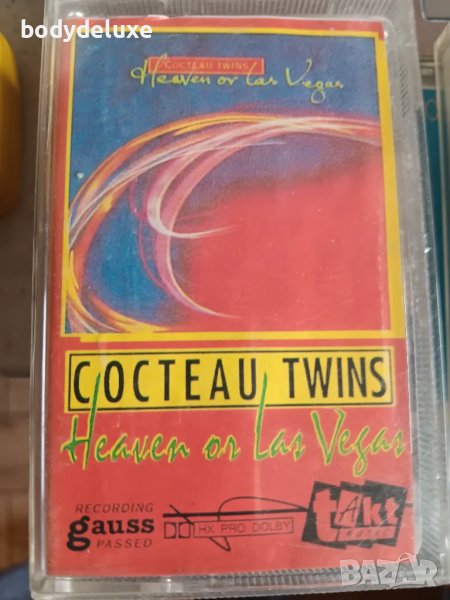 bodydeluxe
COCTEAU TWINS
Heaven or Las Vegas
COCTEAU TWINS
Heaven or Las Vegas
RECORDING
gauss
PASSED
HX PRO DOLBY
takt
BAZAR